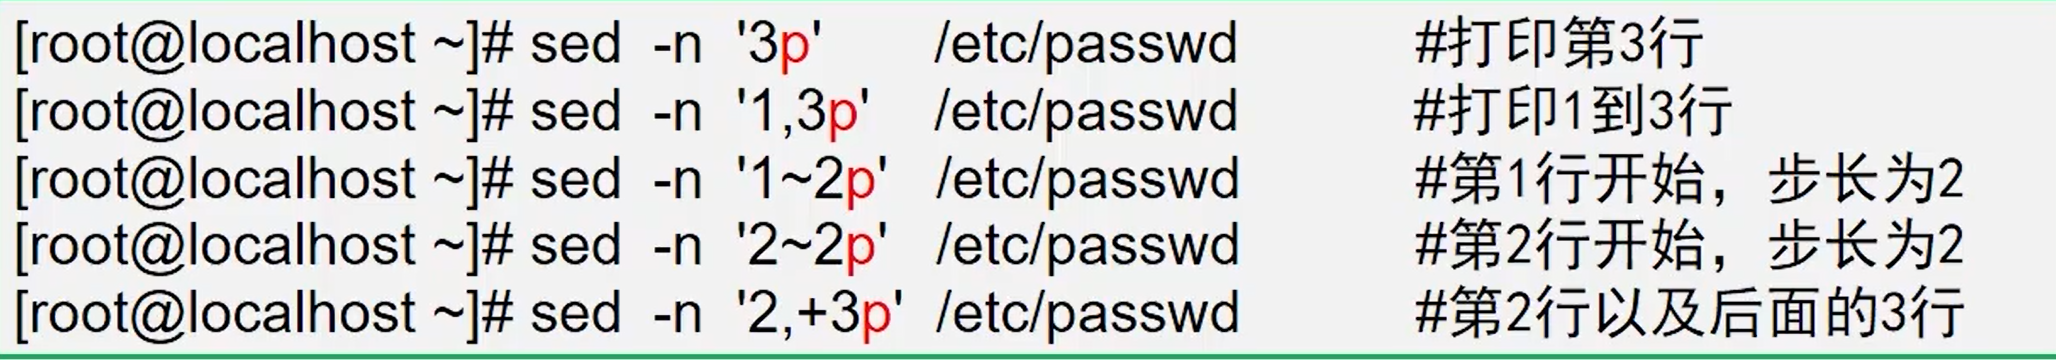 [root@localhost ~]# sed -n '3p' /etc/passwd #打印第3行
[root@localhost ~]# sed -n '1,3p' /etc/passwd #打印1到3行
[root@localhost ~]# sed -n '1~2p' /etc/passwd #第1行开始，步长为2
[root@localhost ~]# sed -n '2~2p' /etc/passwd #第2行开始，步长为2
[root@localhost ~]# sed -n '2,+3p' /etc/passwd #第2行以及后面的3行